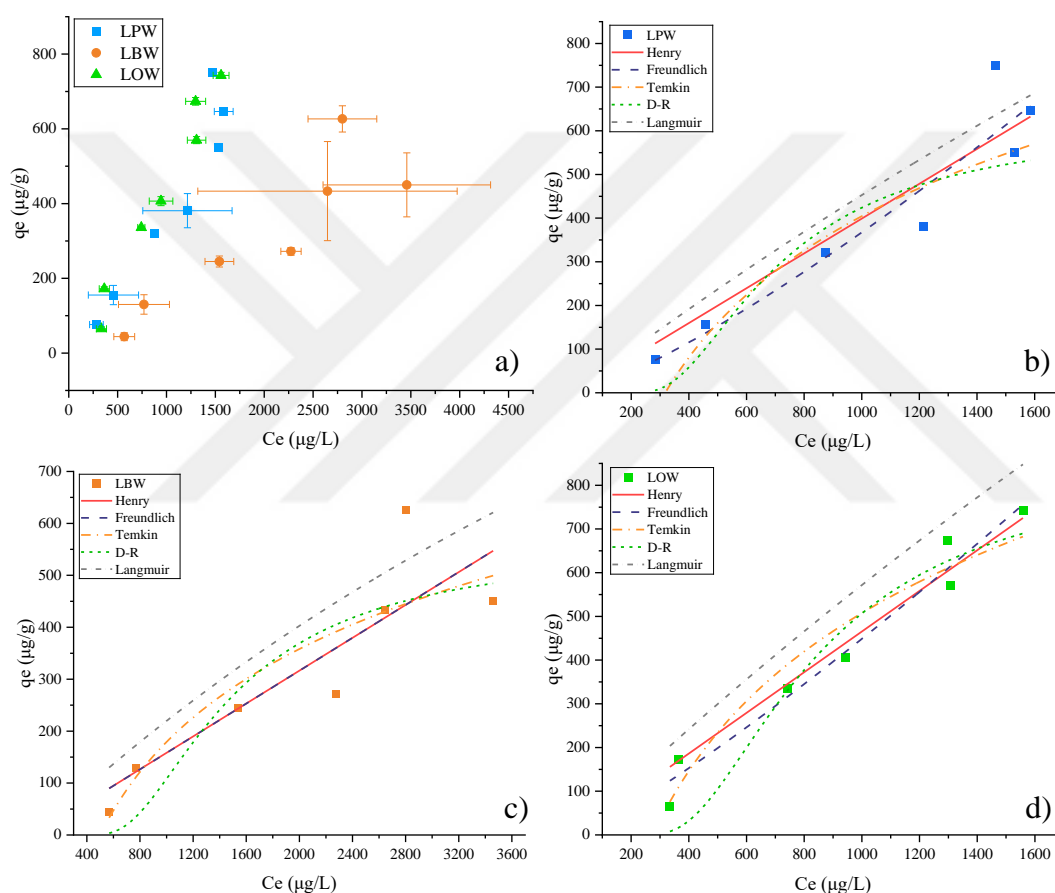 LPW
LBW
LOW
800
600
400
200
0
qe (µg/g)
0 500 1000 1500 2000 2500 3000 3500 4000 4500
Ce (µg/L)
a)
LPW
Henry
Freundlich
Temkin
D-R
Langmuir
800
700
600
500
400
300
200
100
0
qe (µg/g)
200 400 600 800 1000 1200 1400 1600
Ce (µg/L)
b)
LBW
Henry
Freundlich
Temkin
D-R
Langmuir
700
600
500
400
300
200
100
0
qe (µg/g)
400 800 1200 1600 2000 2400 2800 3200 3600
Ce (µg/L)
c)
LOW
Henry
Freundlich
Temkin
D-R
Langmuir
800
700
600
500
400
300
200
100
0
qe (µg/g)
200 400 600 800 1000 1200 1400 1600
Ce (µg/L)
d)